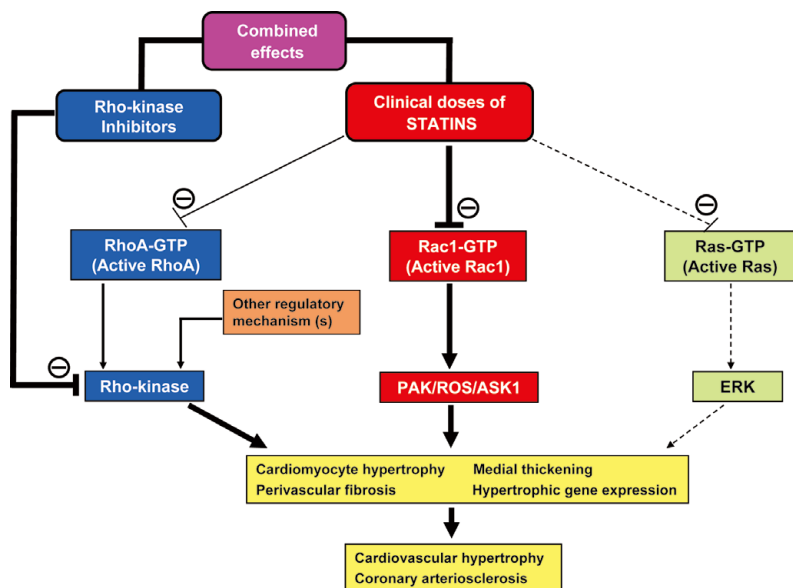 Combined
effects
Rho-kinase
Inhibitors
Clinical doses of
STATINS
RhoA-GTP
(Active RhoA)
Rac1-GTP
(Active Rac1)
Ras-GTP
(Active Ras)
Other regulatory
mechanism (s)
Rho-kinase
PAK/ROS/ASK1
ERK
Cardiomyocyte hypertrophy Medial thickening
Perivascular fibrosis Hypertrophic gene expression
Cardiovascular hypertrophy
Coronary arteriosclerosis